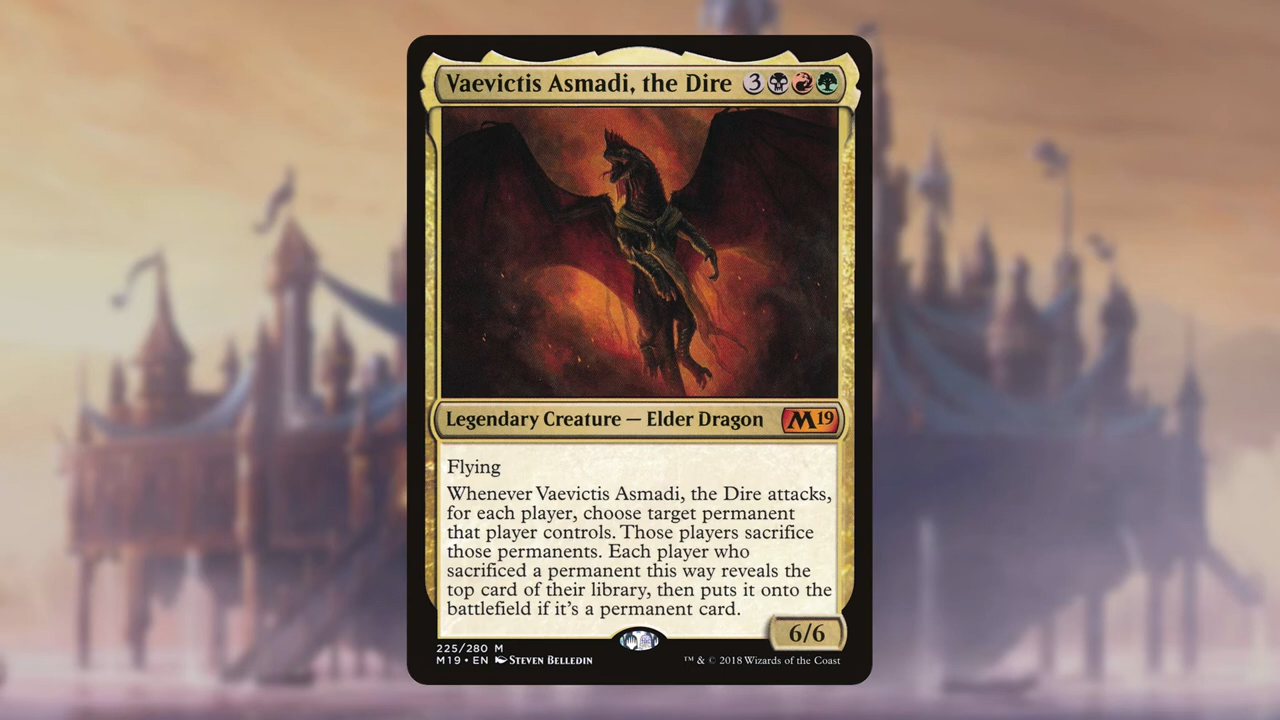 Vaevictis Asmadi, the Dire 3
Legendary Creature — Elder Dragon M19
Flying
Whenever Vaevictis Asmadi, the Dire attacks,
for each player, choose target permanent
that player controls. Those players sacrifice
those permanents. Each player who
sacrificed a permanent this way reveals the
top card of their library, then puts it onto the
battlefield if it's a permanent card.
6/6
225/280 M
M19 • EN Steven Belledin
™ & © 2018 Wizards of the Coast